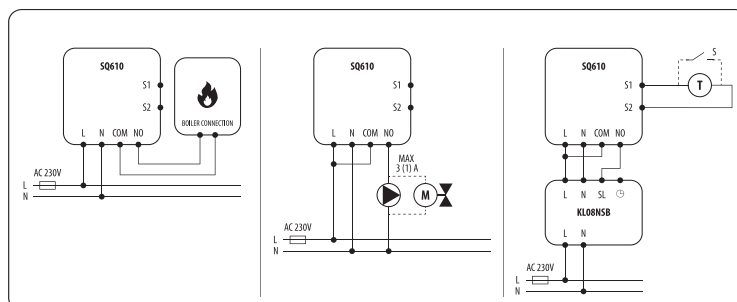 SQ610
S1
S2
L N COM NO
BOILER CONNECTION
AC 230V
L
N
SQ610
S1
S2
L N COM NO
MAX
3 (1) A
M
AC 230V
L
N
SQ610
S
S1
T
S2
L N COM NO
L N SL
KL08NSB
L N
AC 230V
L
N